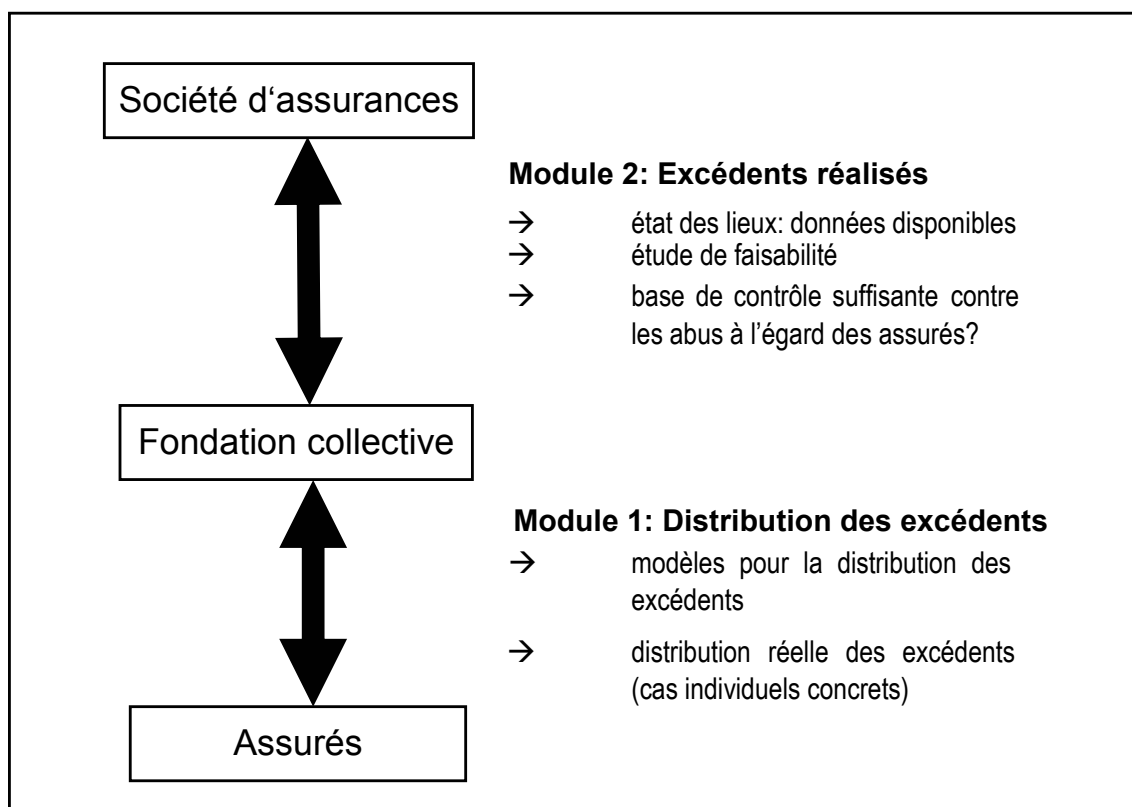 Société d‘assurances
Module 2: Excédents réalisés
→ état des lieux: données disponibles
→ étude de faisabilité
→ base de contrôle suffisante contre
les abus à l’égard des assurés?
Fondation collective
Module 1: Distribution des excédents
→ modèles pour la distribution des
excédents
→ distribution réelle des excédents
(cas individuels concrets)
Assurés